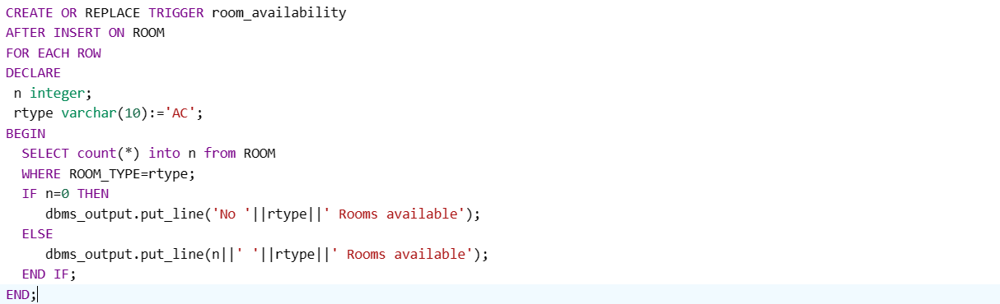 CREATE OR REPLACE TRIGGER room_availability
AFTER INSERT ON ROOM
FOR EACH ROW
DECLARE
 n integer;
 rtype varchar(10):='AC';
BEGIN
  SELECT count(*) into n from ROOM
  WHERE ROOM_TYPE=rtype;
  IF n=0 THEN
     dbms_output.put_line('No '||rtype||' Rooms available');
  ELSE
     dbms_output.put_line(n||' '||rtype||' Rooms available');
  END IF;
END;